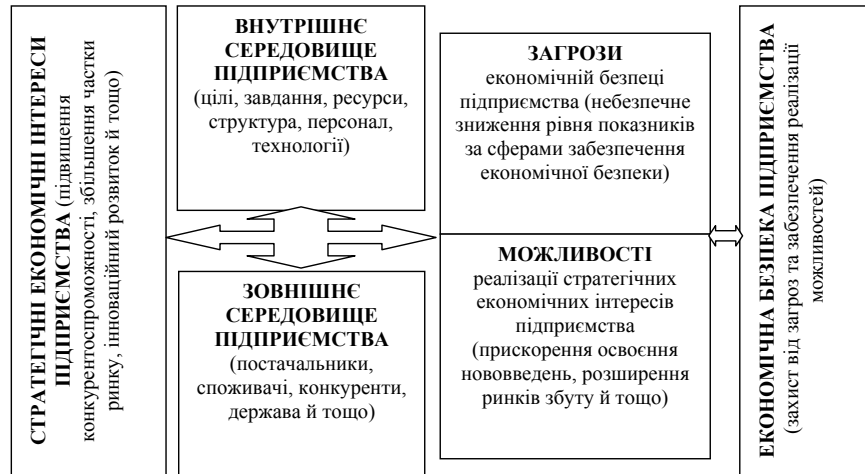 СТРАТЕГІЧНІ ЕКОНОМІЧНІ ІНТЕРЕСИ
ПІДПРИЄМСТВА (підвищення
конкурентоспроможності, збільшення частки
ринку, інноваційний розвиток й тощо)
ВНУТРІШНЄ
СЕРЕДОВИЩЕ
ПІДПРИЄМСТВА
(цілі, завдання, ресурси,
структура, персонал,
технології)
ЗОВНІШНЄ
СЕРЕДОВИЩЕ
ПІДПРИЄМСТВА
(постачальники,
споживачі, конкуренти,
держава й тощо)
ЗАГРОЗИ
економічній безпеці
підприємства (небезпечне
зниження рівня показників
за сферами забезпечення
економічної безпеки)
МОЖЛИВОСТІ
реалізації стратегічних
економічних інтересів
підприємства
(прискорення освоєння
нововведень, розширення
ринків збуту й тощо)
ЕКОНОМІЧНА БЕЗПЕКА ПІДПРИЄМСТВА
(захист від загроз та забезпечення реалізації
можливостей)